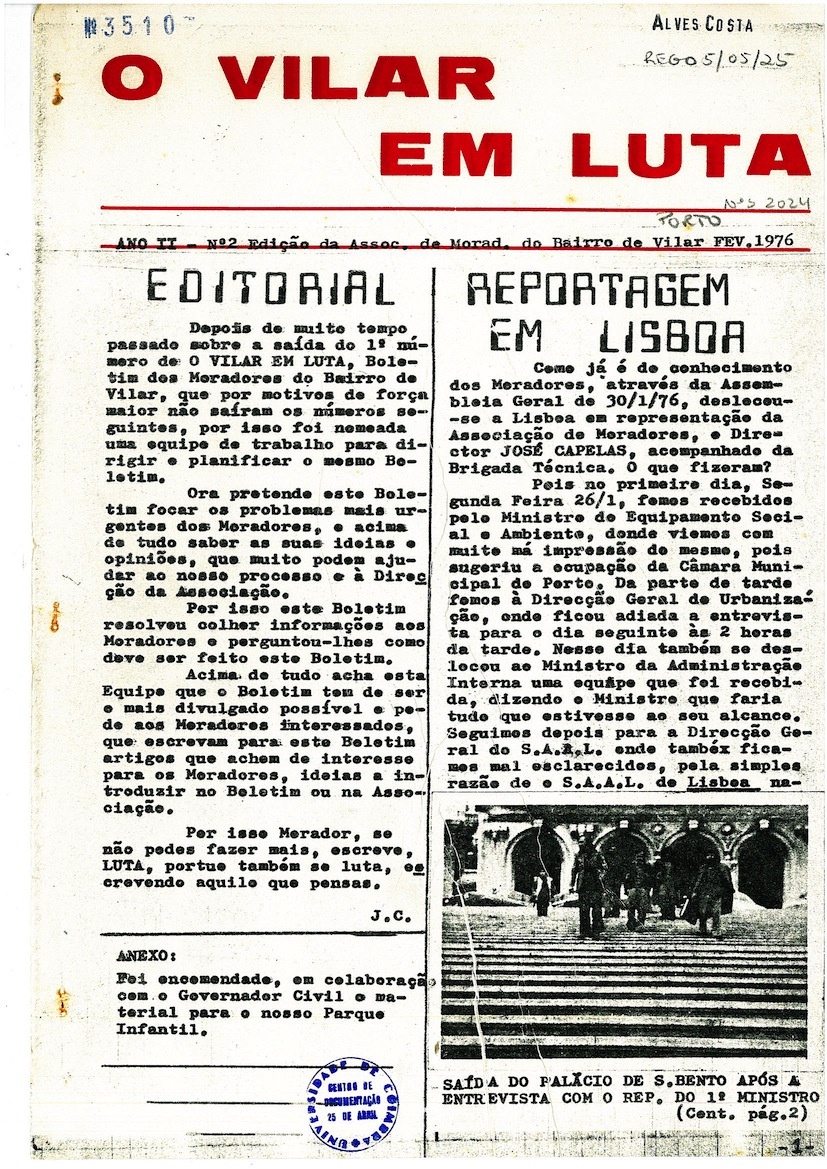 Nº 3510
ALVES COSTA
REGO 5/05/25
O VILAR
EM LUTA
Nº S 2024
PORTO
ANO II - Nº2 Edição da Assoc. de Morad. do Bairro de Vilar FEV.1976
EDITORIAL
Depois de muito tempo
passado sobre a saída do 1º nú-
mero de O VILAR EM LUTA, Bole-
tim dos Moradores do Bairro de
Vilar, que por motivos de força
maior não saíram os números se-
guintes, por isso foi nomeada
uma equipe de trabalho para di-
rigir e planificar o mesmo Bo-
letim.
Ora pretende este Bole-
tim focar os problemas mais ur-
gentes dos Moradores, e acima
de tudo saber as suas ideias e
opiniões, que muito podem aju-
dar ao nosso processo e à Direc
ção da Associação.
Per isso este Boletim
resolveu colher informações aos
Moradores e perguntou-lhes como
deve ser feito este Boletim.
Acima de tudo acha esta
Equipe que o Boletim tem de ser
o mais divulgado possível e pe-
de aos Moradores interessados,
que escrevam para este Boletim
artigos que achem de interesse
para os Moradores, ideias a in-
troduzir no Boletim ou na Asso-
ciação.
Per isso Morador, se
não podes fazer mais, escreve,
LUTA, portue também se luta, es
crevendo aquilo que pensas.
J.C.
ANEXO:
Foi encomendado, em colaboração
com o Governador Civil o ma-
terial para o nosso Parque
Infantil.
UNIVERSIDADE DE COIMBRA
CENTRO DE
DOCUMENTAÇÃO
25 DE ABRIL
REPORTAGEM
EM LISBOA
Como já é do conhecimento
dos Moradores, através da Assem-
bleia Geral de 30/1/76, deslocou-
-se a Lisboa em representação da
Associação de Moradores, o Dire-
ctor JOSÉ CAPELAS, acompanhado da
Brigada Técnica. O que fizeram?
Pois no primeiro dia, Se-
gunda Feira 26/1, fomos recebidos
pelo Ministro do Equipamento Soci-
al e Ambiente, donde viemos com
muito má impressão do mesmo, pois
sugeriu a ocupação da Câmara Muni-
cipal do Porto. Da parte de tarde
fomos à Direcção Geral de Urbaniza-
ção, onde ficou adiada a entrevis-
ta para o dia seguinte às 2 horas
da tarde. Nesse dia também se des-
locou ao Ministro da Administração
Interna uma equipe que foi recebi-
da, dizendo o Ministro que faria
tudo que estivesse ao seu alcance.
Seguimos depois para a Direcção Ge-
ral do S.A.A.L. onde também fica-
mos mal esclarecidos, pela simples
razão de o S.A.A.L. de Lisboa na-
SAÍDA DO PALÁCIO DE S.BENTO APÓS A
ENTREVISTA COM O REP. DO 1º MINISTRO
(Cont. pág.2)
-1-